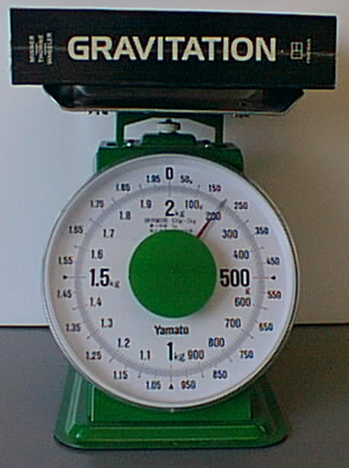 MISNER
THORNE
WHEELER
GRAVITATION
0
1.95 50g
1.85 150
1.75 1.9 2kg 100g 250
1.8 200
1.65 1.7 300 350
1.55 1.6 400 450
1.5kg 500g
1.45 1.4 600 550
1.35 1.3 700 650
Yamato
1.2 800
1.25 1.1 1kg 900 750
1.15 850
1.05 950